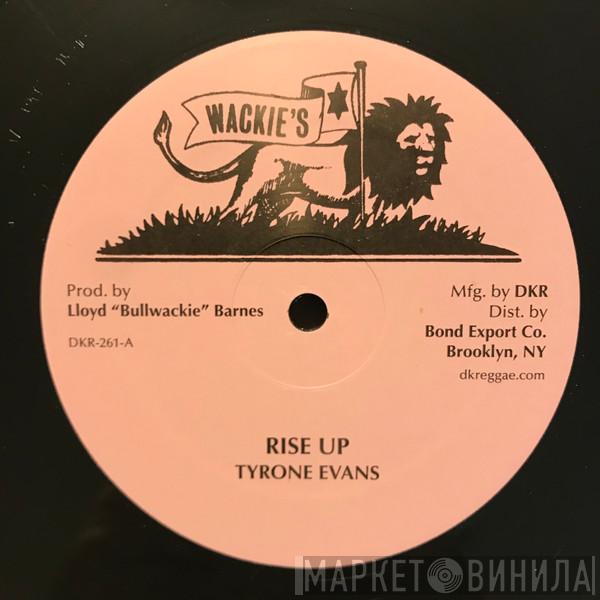 WACKIE'S
Prod. by
Lloyd "Bullwackie" Barnes
DKR-261-A
Mfg. by DKR
Dist. by
Bond Export Co.
Brooklyn, NY
dkreggae.com
RISE UP
TYRONE EVANS
МАРКЕТ ВИНИЛА